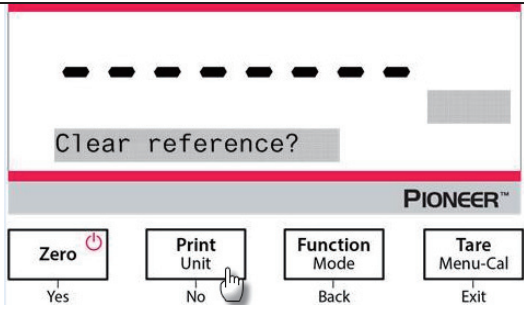 --------
Clear reference?
PIONEER™
Zero Print Function Tare
Unit Mode Menu-Cal
Yes No Back Exit